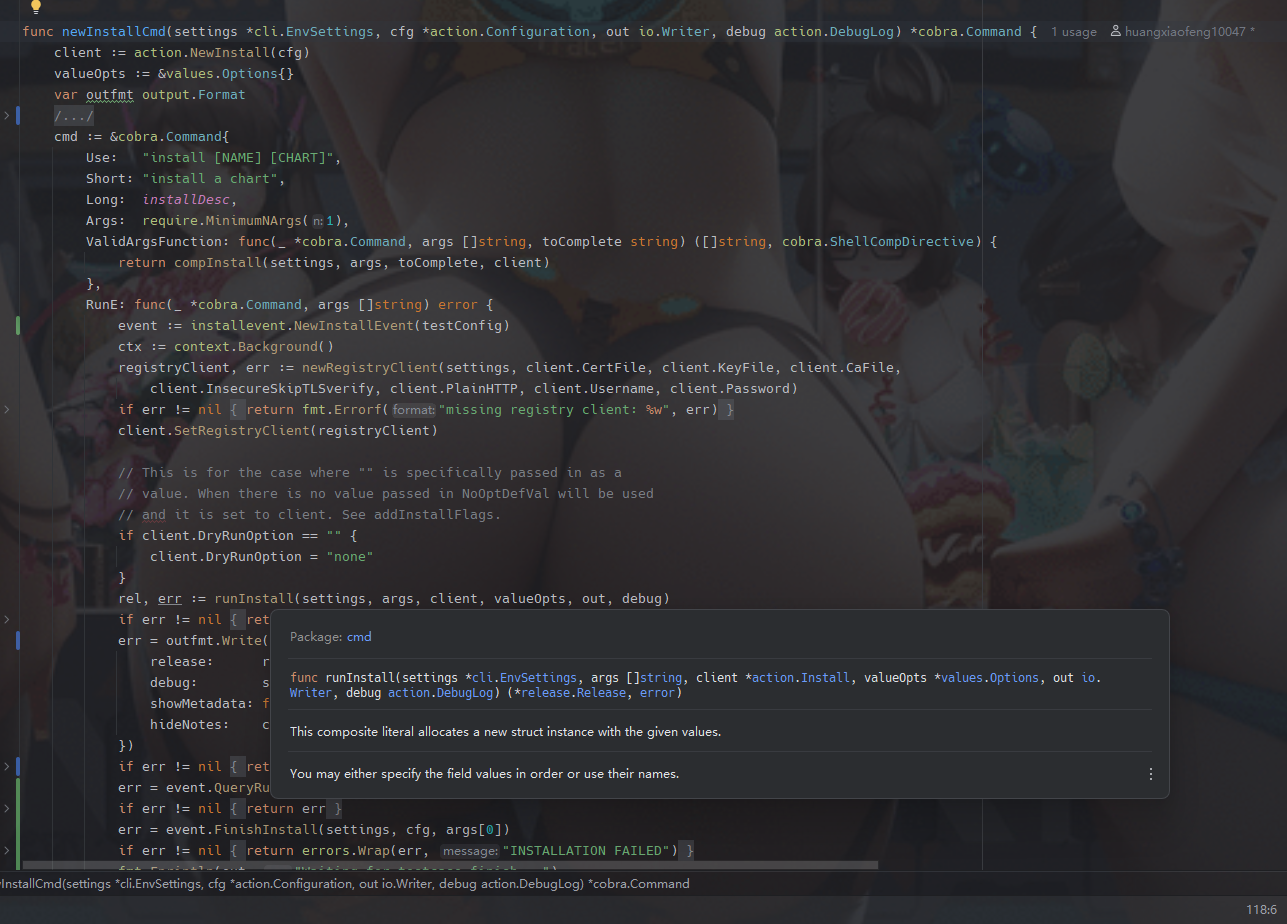 func newInstallCmd(settings *cli.EnvSettings, cfg *action.Configuration, out io.Writer, debug action.DebugLog) *cobra.Command { 1 usage huangxiaofeng10047 *
client := action.NewInstall(cfg)
valueOpts := &values.Options{}
var outfmt output.Format
/.../
cmd := &cobra.Command{
Use: "install [NAME] [CHART]",
Short: "install a chart",
Long: installDesc,
Args: require.MinimumNArgs(n:1),
ValidArgsFunction: func(_ *cobra.Command, args []string, toComplete string) ([]string, cobra.ShellCompDirective) {
return compInstall(settings, args, toComplete, client)
},
RunE: func(_ *cobra.Command, args []string) error {
event := installevent.NewInstallEvent(testConfig)
ctx := context.Background()
registryClient, err := newRegistryClient(settings, client.CertFile, client.KeyFile, client.CaFile,
client.InsecureSkipTLSverify, client.PlainHTTP, client.Username, client.Password)
if err != nil { return fmt.Errorf(format:"missing registry client: %w", err) }
client.SetRegistryClient(registryClient)
// This is for the case where "" is specifically passed in as a
// value. When there is no value passed in NoOptDefVal will be used
// and it is set to client. See addInstallFlags.
if client.DryRunOption == "" {
client.DryRunOption = "none"
}
rel, err := runInstall(settings, args, client, valueOpts, out, debug)
if err != nil { ret
err = outfmt.Write(
release: r
debug: s
showMetadata: f
hideNotes: c
})
if err != nil { ret
err = event.QueryRu
if err != nil { return err }
err = event.FinishInstall(settings, cfg, args[0])
if err != nil { return errors.Wrap(err, message:"INSTALLATION FAILED") }
Package: cmd
func runInstall(settings *cli.EnvSettings, args []string, client *action.Install, valueOpts *values.Options, out io.
Writer, debug action.DebugLog) (*release.Release, error)
This composite literal allocates a new struct instance with the given values.
You may either specify the field values in order or use their names.
InstallCmd(settings *cli.EnvSettings, cfg *action.Configuration, out io.Writer, debug action.DebugLog) *cobra.Command
118:6